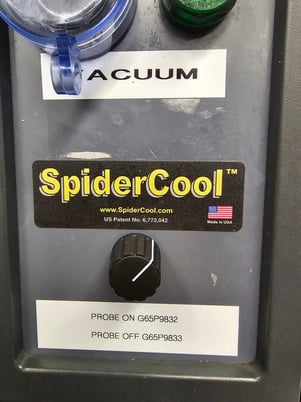 ACUUM
SpiderCool™
www.SpiderCool.com
US Patent No. 6,772,042
Made in USA
PROBE ON G65P9832
PROBE OFF G65P9833